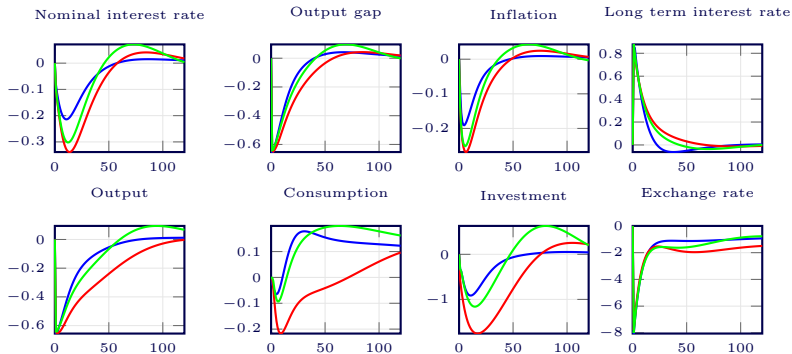 Nominal interest rate
Output gap
Inflation
Long term interest rate
0
−0.1
−0.2
−0.3
0 50 100
0
−0.2
−0.4
−0.6
0 50 100
0
−0.1
−0.2
0 50 100
0.8
0.6
0.4
0.2
0
0 50 100
Output
Consumption
Investment
Exchange rate
0
−0.2
−0.4
−0.6
0 50 100
0.1
0
−0.1
−0.2
0 50 100
0
−1
0 50 100
0
−2
−4
−6
−8
0 50 100